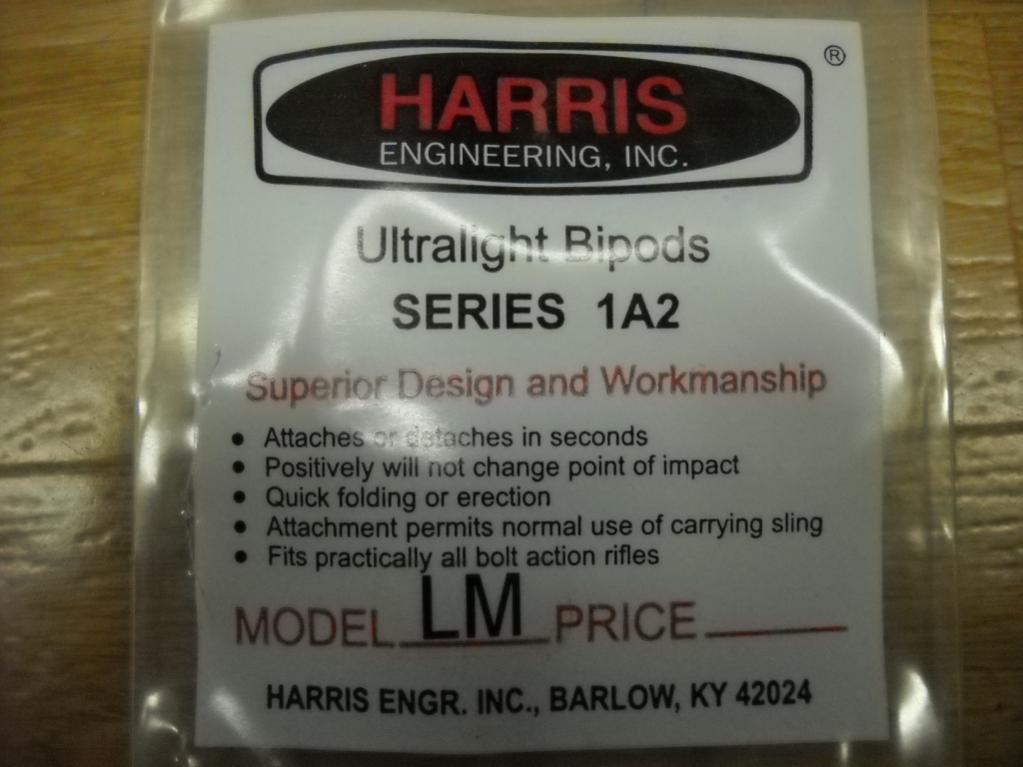 HARRIS ®
ENGINEERING, INC.
Ultralight Bipods
SERIES 1A2
Superior Design and Workmanship
• Attaches or detaches in seconds
• Positively will not change point of impact
• Quick folding or erection
• Attachment permits normal use of carrying sling
• Fits practically all bolt action rifles
MODEL LM PRICE
HARRIS ENGR. INC., BARLOW, KY 42024